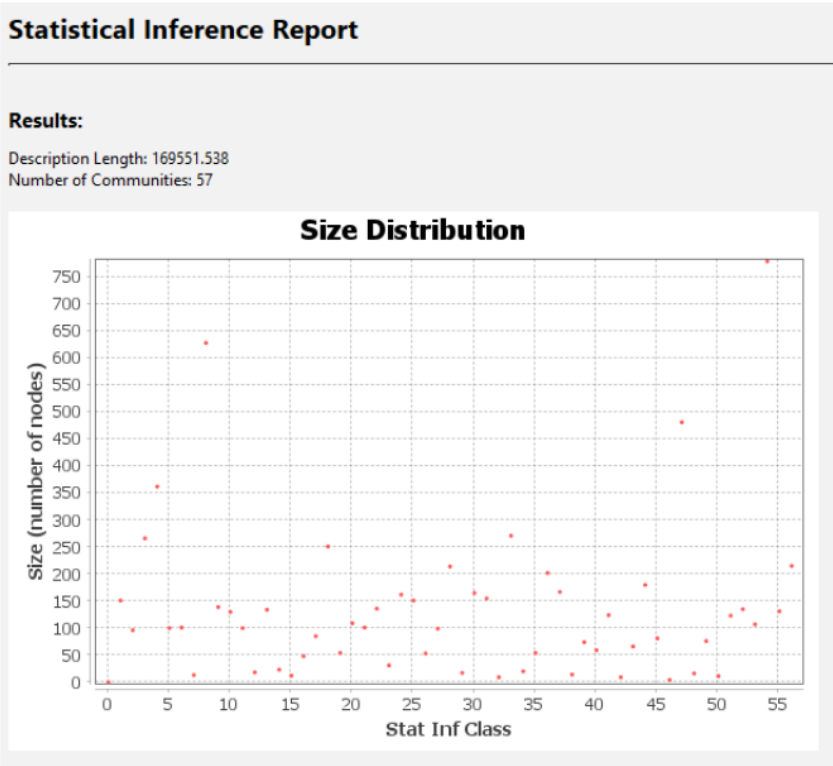 Statistical Inference Report
Results:
Description Length: 169551.538
Number of Communities: 57
Size Distribution
750
700
650
600
550
500
450
400
350
300
250
200
150
100
50
0
Size (number of nodes)
0 5 10 15 20 25 30 35 40 45 50 55
Stat Inf Class